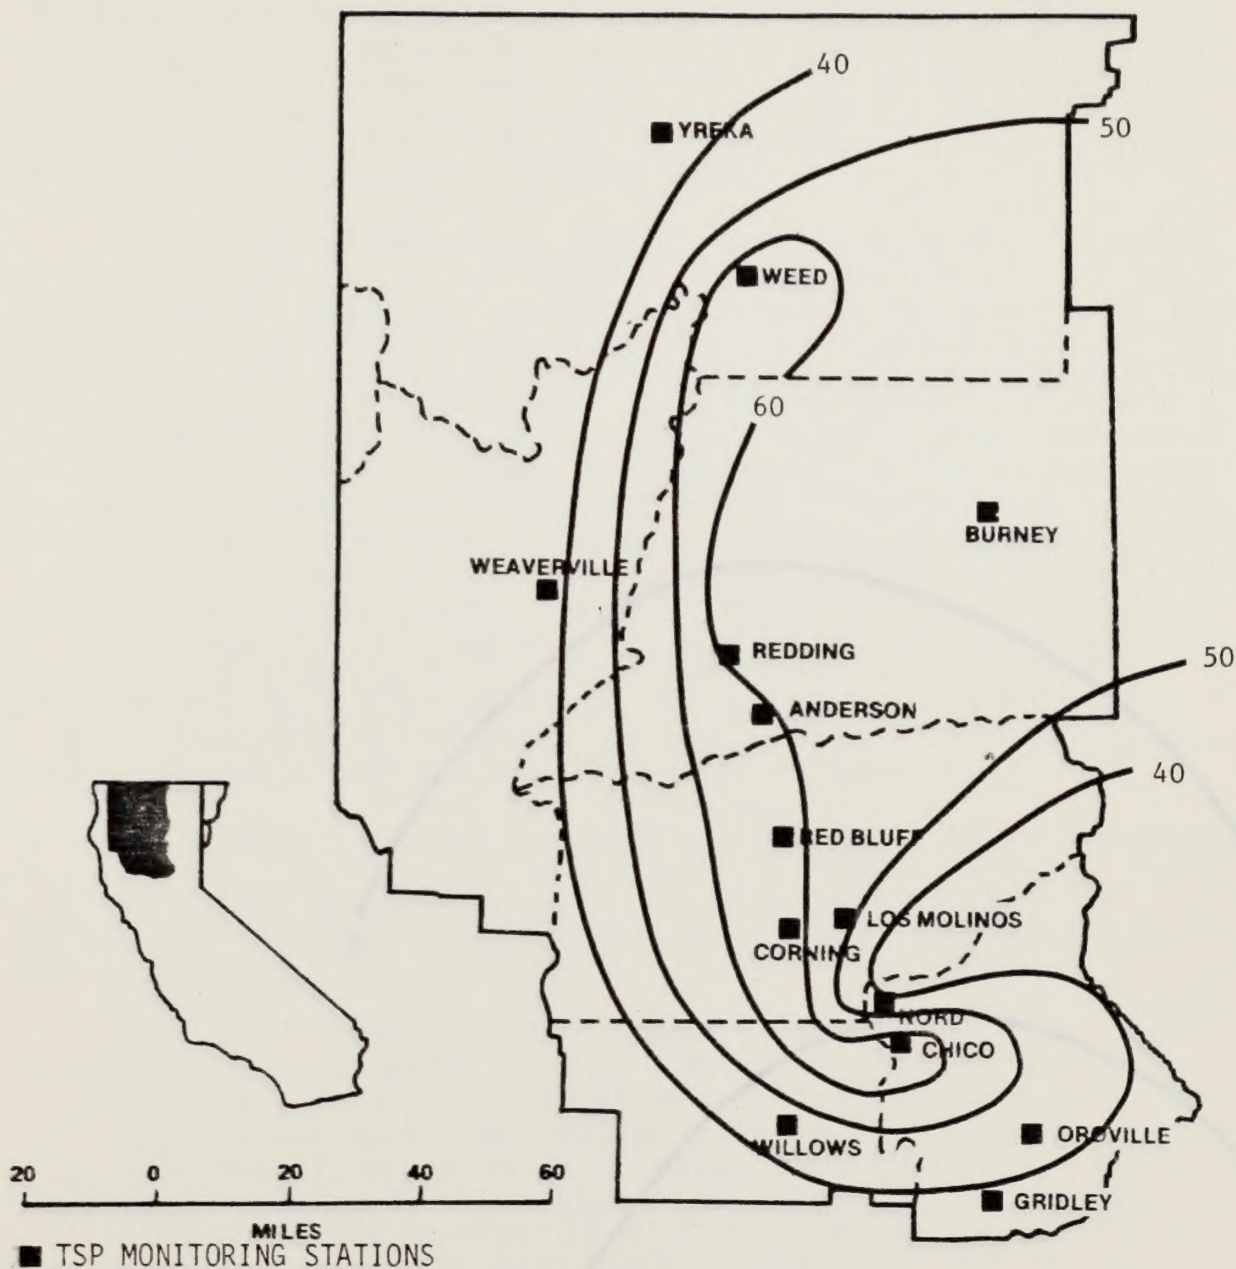 40
50
YREKA
WEED
60
BURNEY
WEAVERVILLE
REDDING
50
ANDERSON
40
RED BLUFF
LOS MOLINOS
CORNING
NORD
CHICO
WILLOWS
OROVILLE
20 0 20 40 60
GRIDLEY
MILES
TSP MONITORING STATIONS